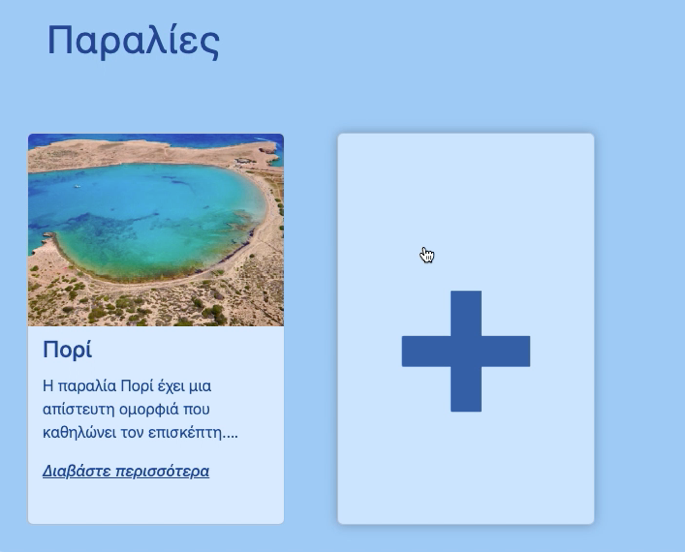 Παραλίες
Πορί
Η παραλία Πορί έχει μια
απίστευτη ομορφιά που
καθηλώνει τον επισκέπτη....
Διαβάστε περισσότερα